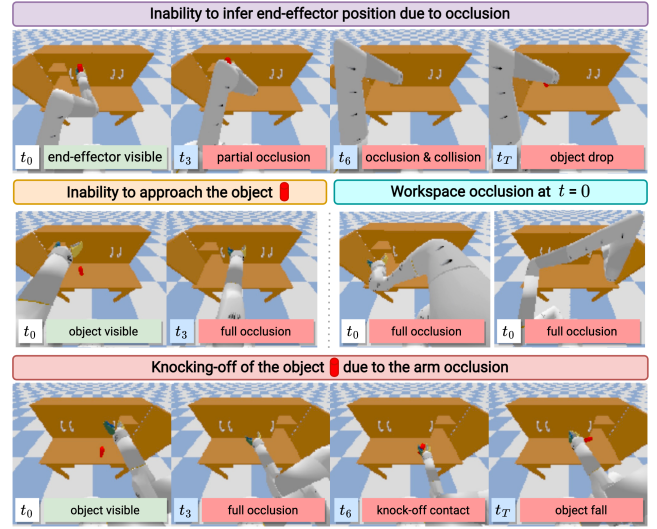 Inability to infer end-effector position due to occlusion
t0 end-effector visible
t3 partial occlusion
t6 occlusion & collision
tT object drop
Inability to approach the object
Workspace occlusion at t = 0
t0 object visible
t3 full occlusion
t0 full occlusion
t0 full occlusion
Knocking-off of the object due to the arm occlusion
t0 object visible
t3 full occlusion
t6 knock-off contact
tT object fall